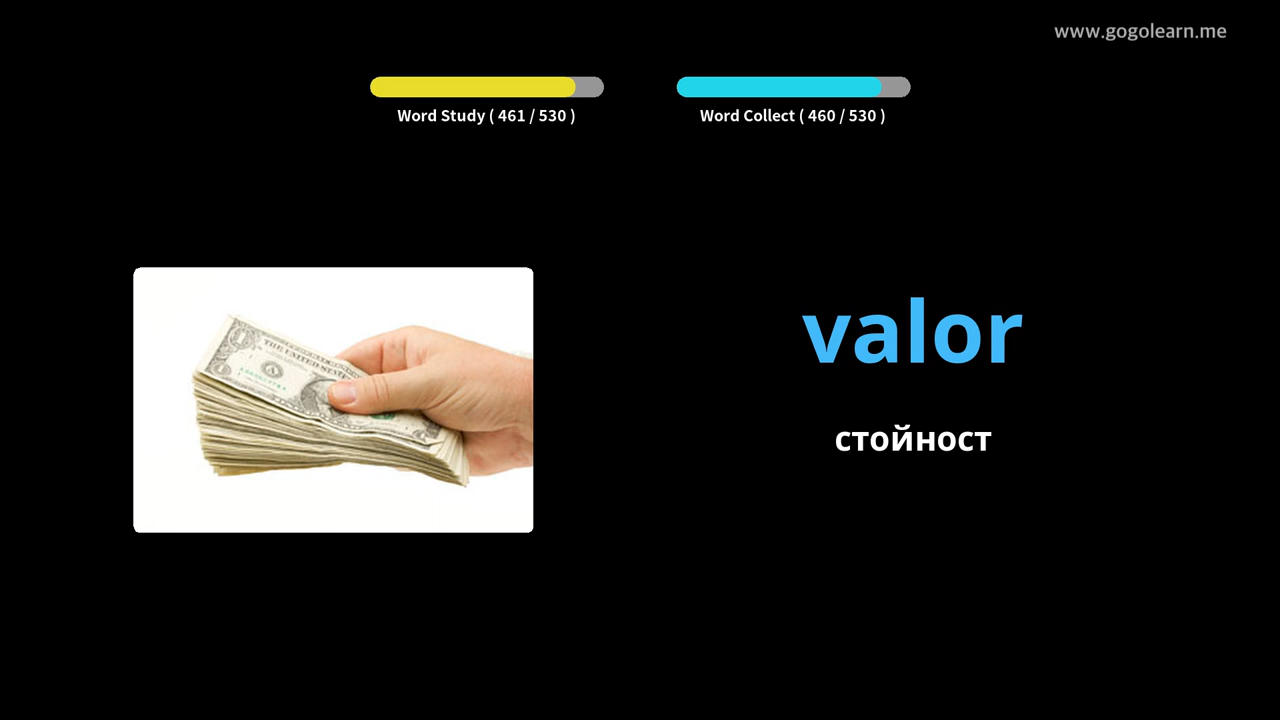 www.gogolearn.me
Word Study ( 461 / 530 )
Word Collect ( 460 / 530 )
valor
стойност